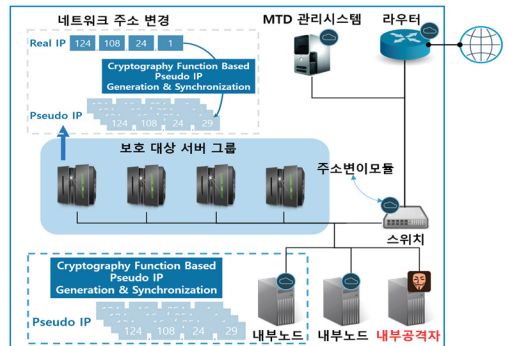 네트워크 주소 변경
Real IP 124 108 24 1
Cryptography Function Based
Pseudo IP
Generation & Synchronization
Pseudo IP
124 108 24 29
MTD 관리시스템
라우터
보호 대상 서버 그룹
주소변이모듈
스위치
Cryptography Function Based
Pseudo IP
Generation & Synchronization
Pseudo IP
124 108 24 29
내부노드
내부노드
내부공격자